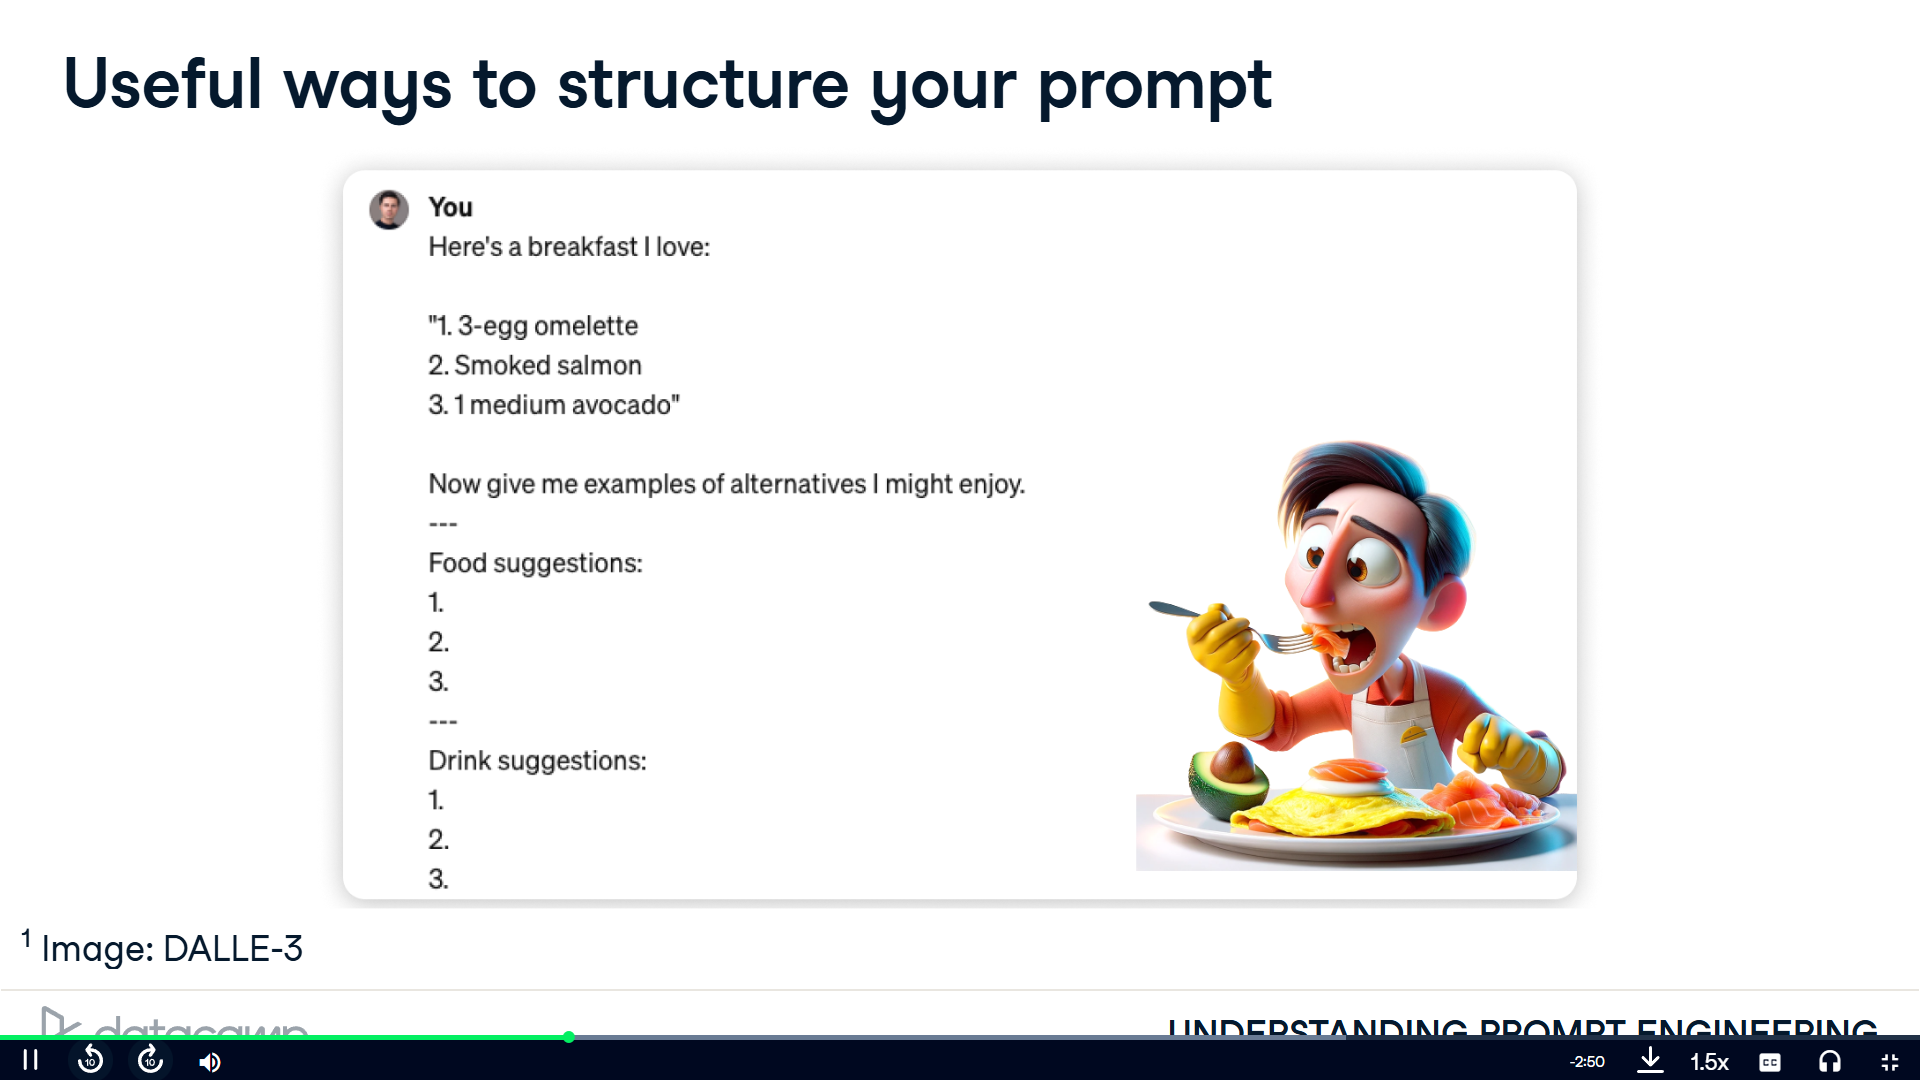 Useful ways to structure your prompt
You
Here's a breakfast I love:
"1. 3-egg omelette
2. Smoked salmon
3. 1 medium avocado"
Now give me examples of alternatives I might enjoy.
---
Food suggestions:
1.
2.
3.
---
Drink suggestions:
1.
2.
3.
1 Image: DALLE-3
datacamp
UNDERSTANDING PROMPT ENGINEERING
10
10
-2:50
1.5x
CC